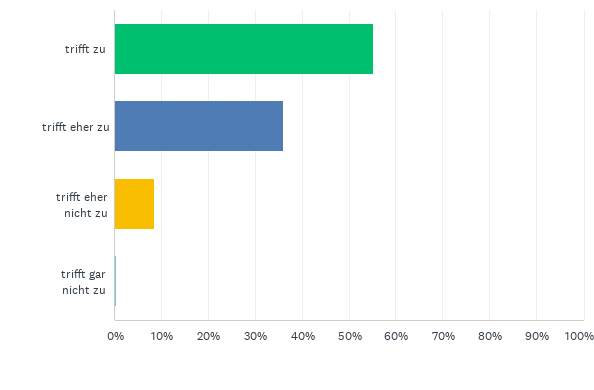 trifft zu
trifft eher zu
trifft eher
nicht zu
trifft gar
nicht zu
0% 10% 20% 30% 40% 50% 60% 70% 80% 90% 100%